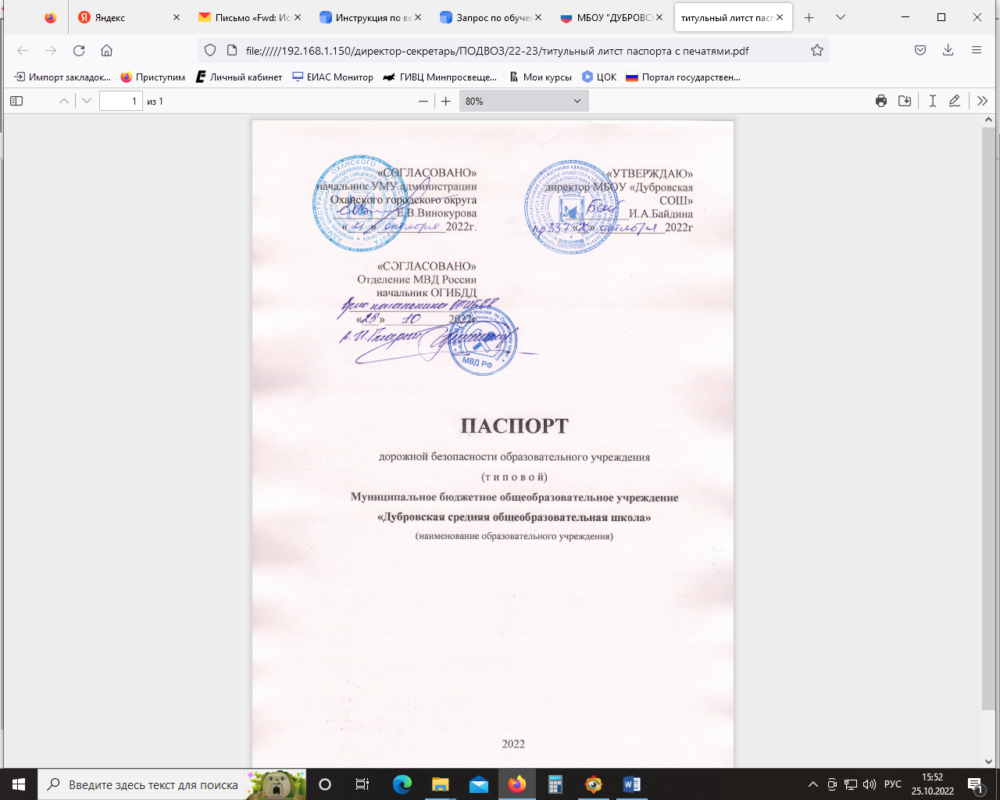 Яндекс
Письмо «Fwd: Ис
Инструкция по ве
Запрос по обуче
МБОУ "ДУБРОВС
титульный литст пасп
file://///192.168.1.150/директор-секретарь/ПОДВОЗ/22-23/титульный литст паспорта с печатями.pdf
Импорт закладок...
Приступим
Личный кабинет
ЕИАС Монитор
ГИВЦ Минпросвеще...
Мои курсы
ЦОК
Портал государствен...
1 из 1
80%
«СОГЛАСОВАНО»
начальник УМУ администрации
Оханского городского округа
Е.В.Винокурова
«21» октября 2022г.
«УТВЕРЖДАЮ»
директор МБОУ «Дубровская
СОШ»
И.А.Байдина
пр 337 октября 2022г
«СОГЛАСОВАНО»
Отделение МВД России
начальник ОГИБДД
Врио начальника ОГИБДД
«28» 10 2022г
МВД РФ
ПАСПОРТ
дорожной безопасности образовательного учреждения
(т и п о в о й)
Муниципальное бюджетное общеобразовательное учреждение
«Дубровская средняя общеобразовательная школа»
(наименование образовательного учреждения)
2022
Введите здесь текст для поиска
РУС
15:52
25.10.2022
1